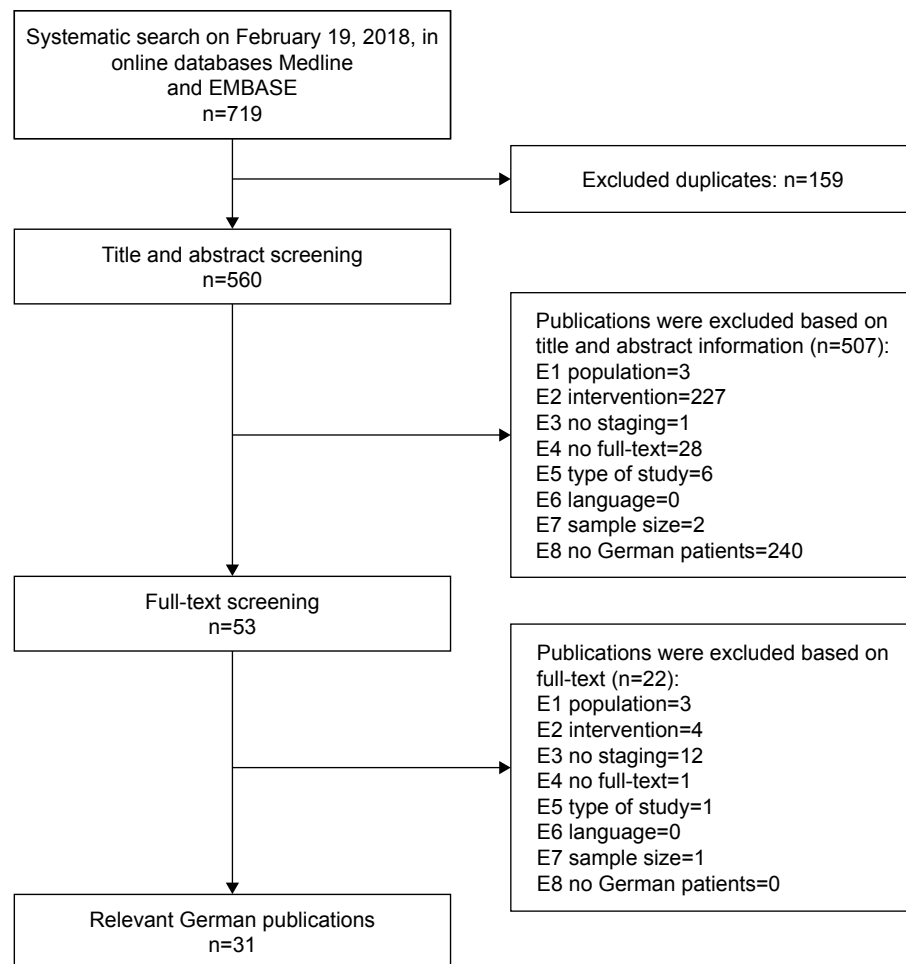 Systematic search on February 19, 2018, in
online databases Medline
and EMBASE
n=719
Excluded duplicates: n=159
Title and abstract screening
n=560
Publications were excluded based on
title and abstract information (n=507):
E1 population=3
E2 intervention=227
E3 no staging=1
E4 no full-text=28
E5 type of study=6
E6 language=0
E7 sample size=2
E8 no German patients=240
Full-text screening
n=53
Publications were excluded based on
full-text (n=22):
E1 population=3
E2 intervention=4
E3 no staging=12
E4 no full-text=1
E5 type of study=1
E6 language=0
E7 sample size=1
E8 no German patients=0
Relevant German publications
n=31